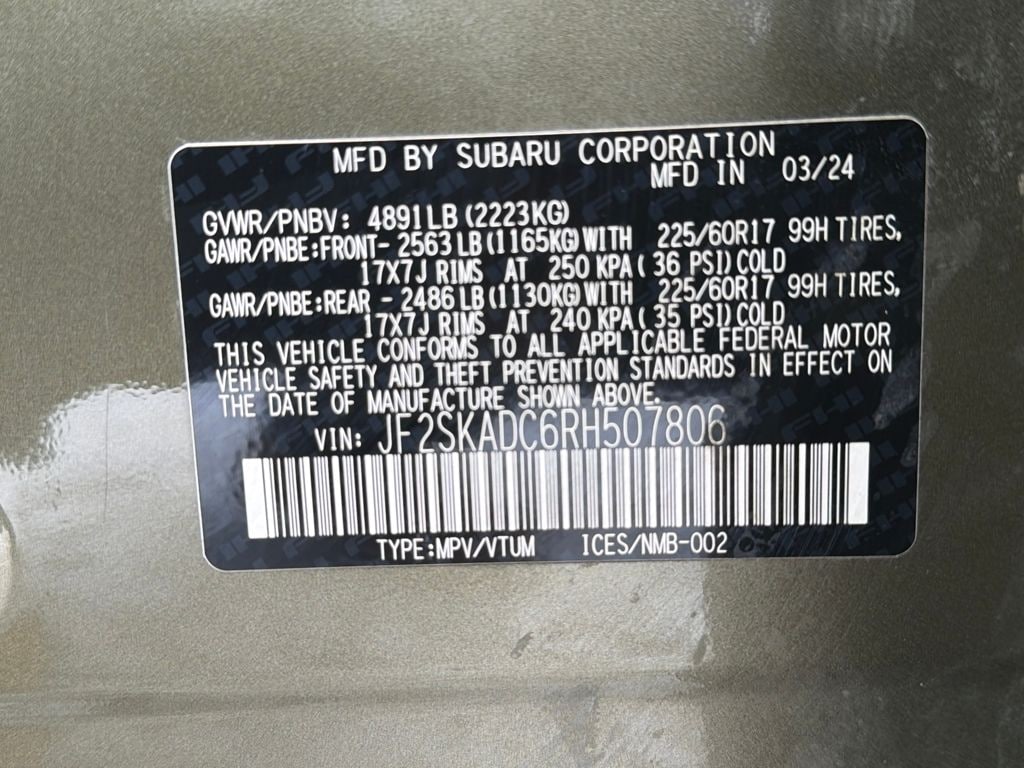 MFD BY SUBARU CORPORATION
MFD IN 03/24
GVWR/PNBV: 4891LB (2223KG)
GAWR/PNBE:FRONT- 2563 LB (1165KG) WITH 225/60R17 99H TIRES,
17X7J RIMS AT 250 KPA ( 36 PSI) COLD
GAWR/PNBE:REAR - 2486 LB (1130KG) WITH 225/60R17 99H TIRES,
17X7J RIMS AT 240 KPA ( 35 PSI) COLD
THIS VEHICLE CONFORMS TO ALL APPLICABLE FEDERAL MOTOR
VEHICLE SAFETY AND THEFT PREVENTION STANDARDS IN EFFECT ON
THE DATE OF MANUFACTURE SHOWN ABOVE.
VIN: JF2SKADC6RH507806
TYPE:MPV/VTUM ICES/NMB-002